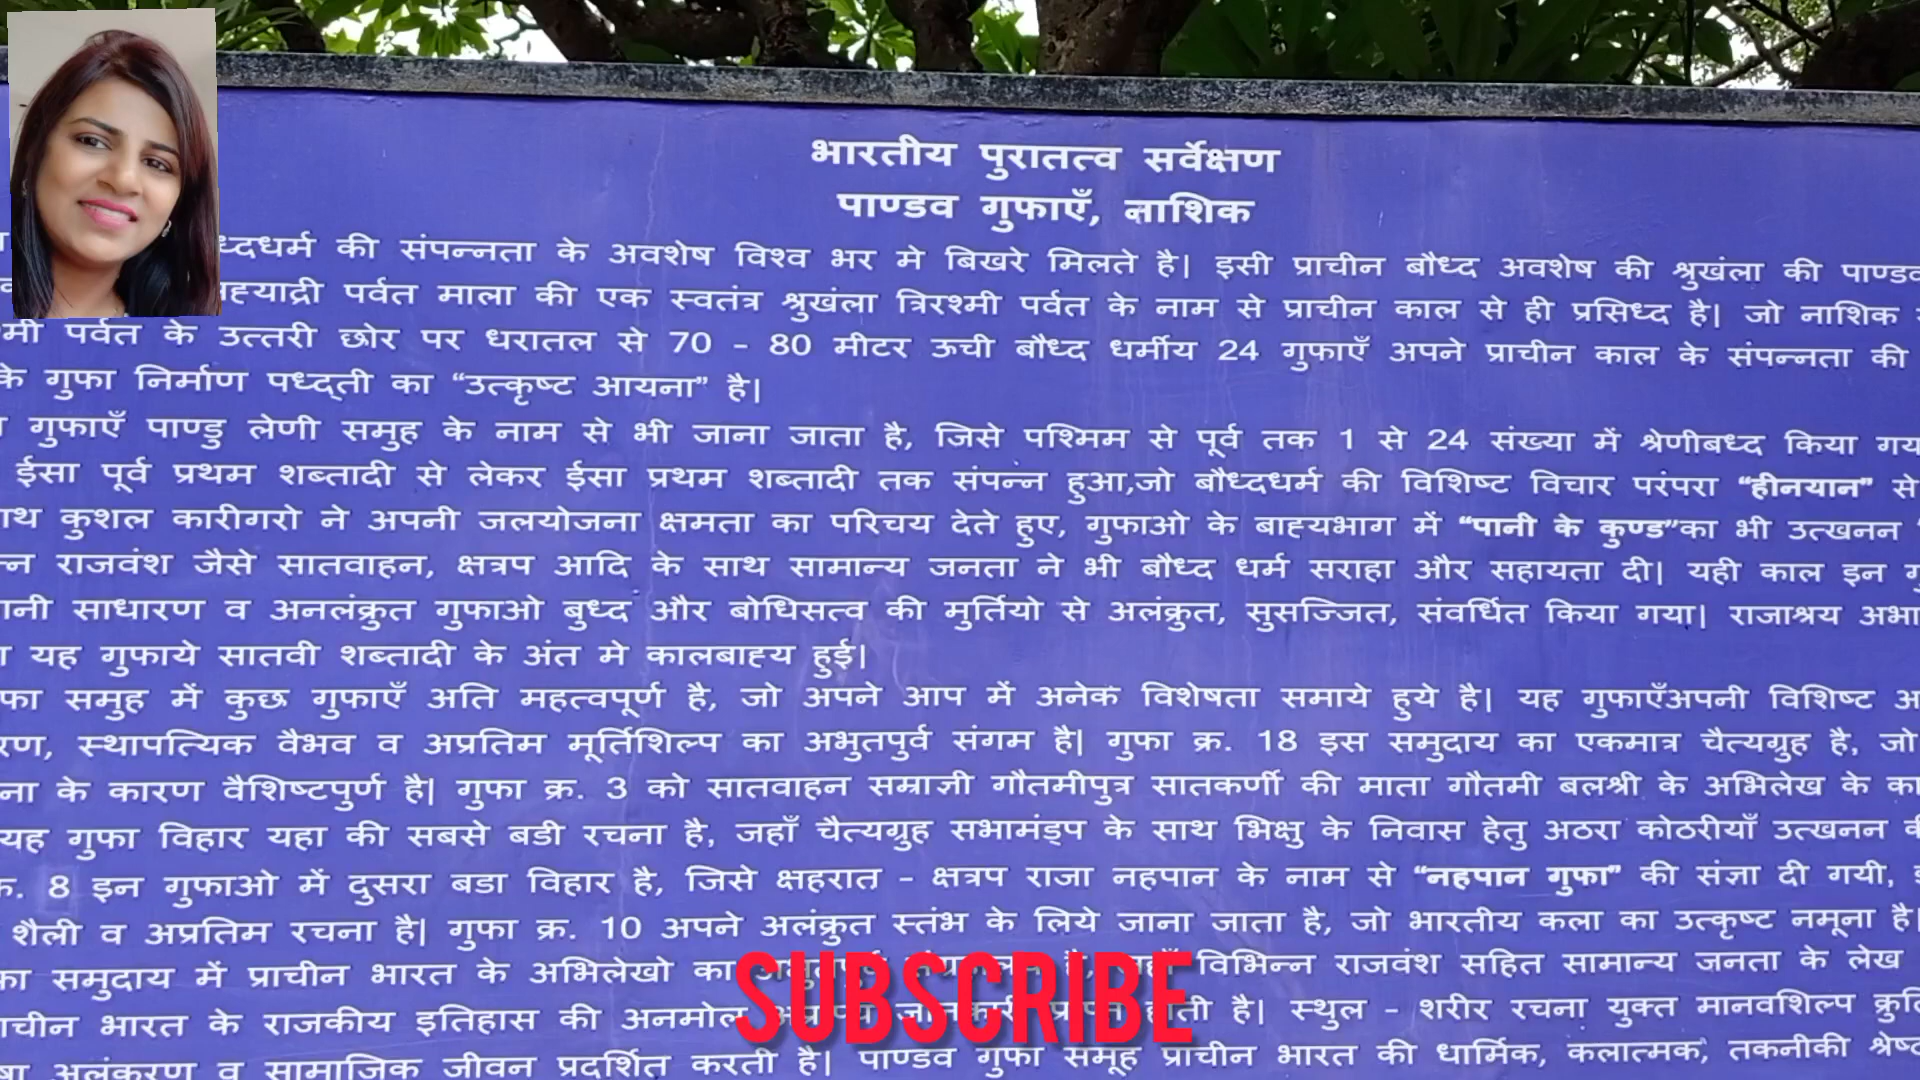 भारतीय पुरातत्व सर्वेक्षण
पाण्डव गुफाएँ, नाशिक
की संपन्नता के अवशेष विश्व भर मे बिखरे मिलते है| इसी प्राचीन बौध्द अवशेष की श्रुखंला की
पर्वत माला की एक स्वतंत्र श्रुखंला त्रिरश्मी पर्वत के नाम से प्राचीन काल से ही प्रसिध्द है| जो नाशिक
पर्वत के उत्तरी छोर पर धरातल से 70 - 80 मीटर ऊची बौध्द धर्मीय 24 गुफाएँ अपने प्राचीन काल के संपन्नता की
के गुफा निर्माण पध्द्ती का “उत्कृष्ट आयना” है|
गुफाएँ पाण्डु लेणी समुह के नाम से भी जाना जाता है, जिसे पश्मिम से पूर्व तक 1 से 24 संख्या में श्रेणीबध्द किया
ईसा पूर्व प्रथम शब्तादी से लेकर ईसा प्रथम शब्तादी तक संपन्न हुआ,जो बौध्दधर्म की विशिष्ट विचार परंपरा “हीनयान” से
कुशल कारीगरो ने अपनी जलयोजना क्षमता का परिचय देते हुए, गुफाओ के बाह्यभाग में “पानी के कुण्ड”का भी उत्खनन
राजवंश जैसे सातवाहन, क्षत्रप आदि के साथ सामान्य जनता ने भी बौध्द धर्म सराहा और सहायता दी| यही काल इन
साधारण व अनलंक्रुत गुफाओ बुध्द और बोधिसत्व की मुर्तियो से अलंक्रुत, सुसज्जित, संवर्धित किया गया| राजाश्रय
यह गुफाये सातवी शब्तादी के अंत मे कालबाह्य हुई|
समुह में कुछ गुफाएँ अति महत्वपूर्ण है, जो अपने आप में अनेक विशेषता समाये हुये है| यह गुफाएँअपनी विशिष्ट
स्थापत्यिक वैभव व अप्रतिम मूर्तिशिल्प का अभुतपुर्व संगम है| गुफा क्र. 18 इस समुदाय का एकमात्र चैत्यग्रुह है, जो
के कारण वैशिष्टपुर्ण है| गुफा क्र. 3 को सातवाहन सम्राज्ञी गौतमीपुत्र सातकर्णी की माता गौतमी बलश्री के अभिलेख के
यह गुफा विहार यहा की सबसे बडी रचना है, जहाँ चैत्यग्रुह सभामंड्प के साथ भिक्षु के निवास हेतु अठरा कोठरीयाँ उत्खनन
8 इन गुफाओ में दुसरा बडा विहार है, जिसे क्षहरात - क्षत्रप राजा नहपान के नाम से “नहपान गुफा” की संज्ञा दी गयी,
शैली व अप्रतिम रचना है| गुफा क्र. 10 अपने अलंक्रुत स्तंभ के लिये जाना जाता है, जो भारतीय कला का उत्कृष्ट नमूना है|
समुदाय में प्राचीन भारत के अभिलेखो का विभिन्न राजवंश सहित सामान्य जनता के लेख
भारत के राजकीय इतिहास की अनमोल है| स्थुल - शरीर रचना युक्त मानवशिल्प
अलंकरण व सामाजिक जीवन प्रदर्शित करती है| पाण्डव गुफा समूह प्राचीन भारत की धार्मिक, कलात्मक, तकनीकी
SUBSCRIBE